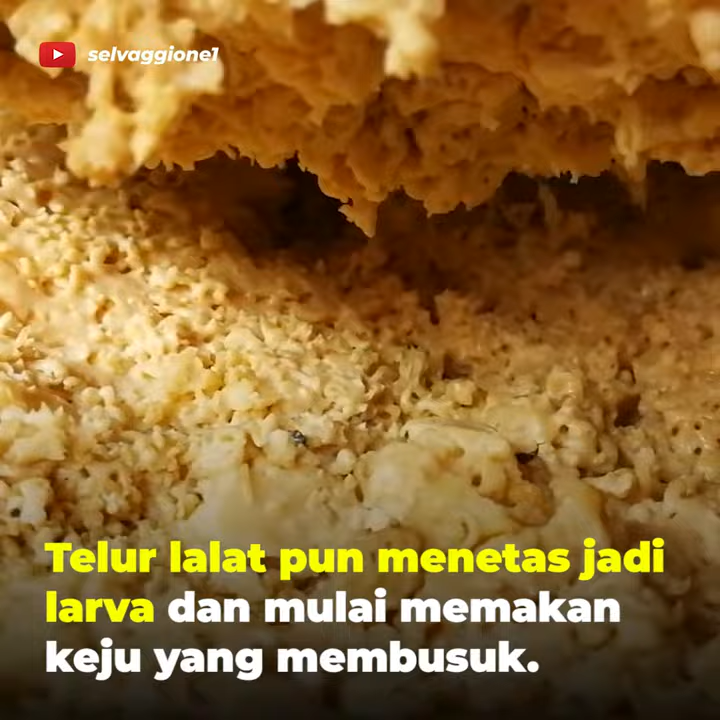 selvaggione1
Telur lalat pun menetas jadi
larva dan mulai memakan
keju yang membusuk.